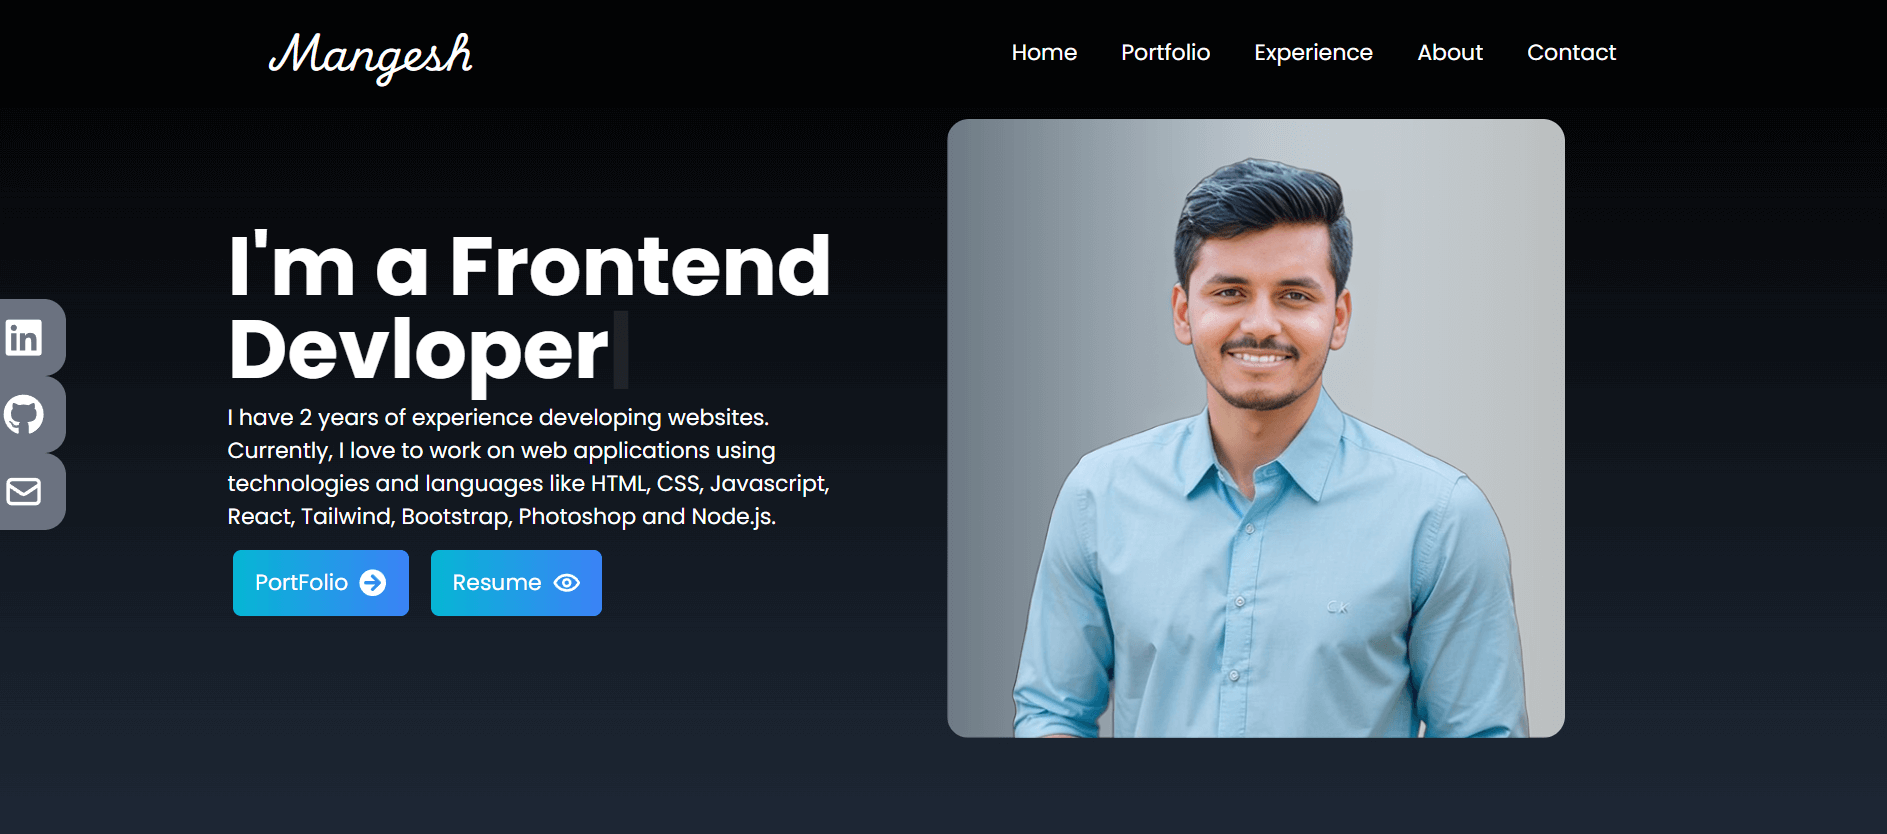 Mangesh
Home Portfolio Experience About Contact
I'm a Frontend
Devloper
I have 2 years of experience developing websites.
Currently, I love to work on web applications using
technologies and languages like HTML, CSS, Javascript,
React, Tailwind, Bootstrap, Photoshop and Node.js.
PortFolio Resume
in
CK